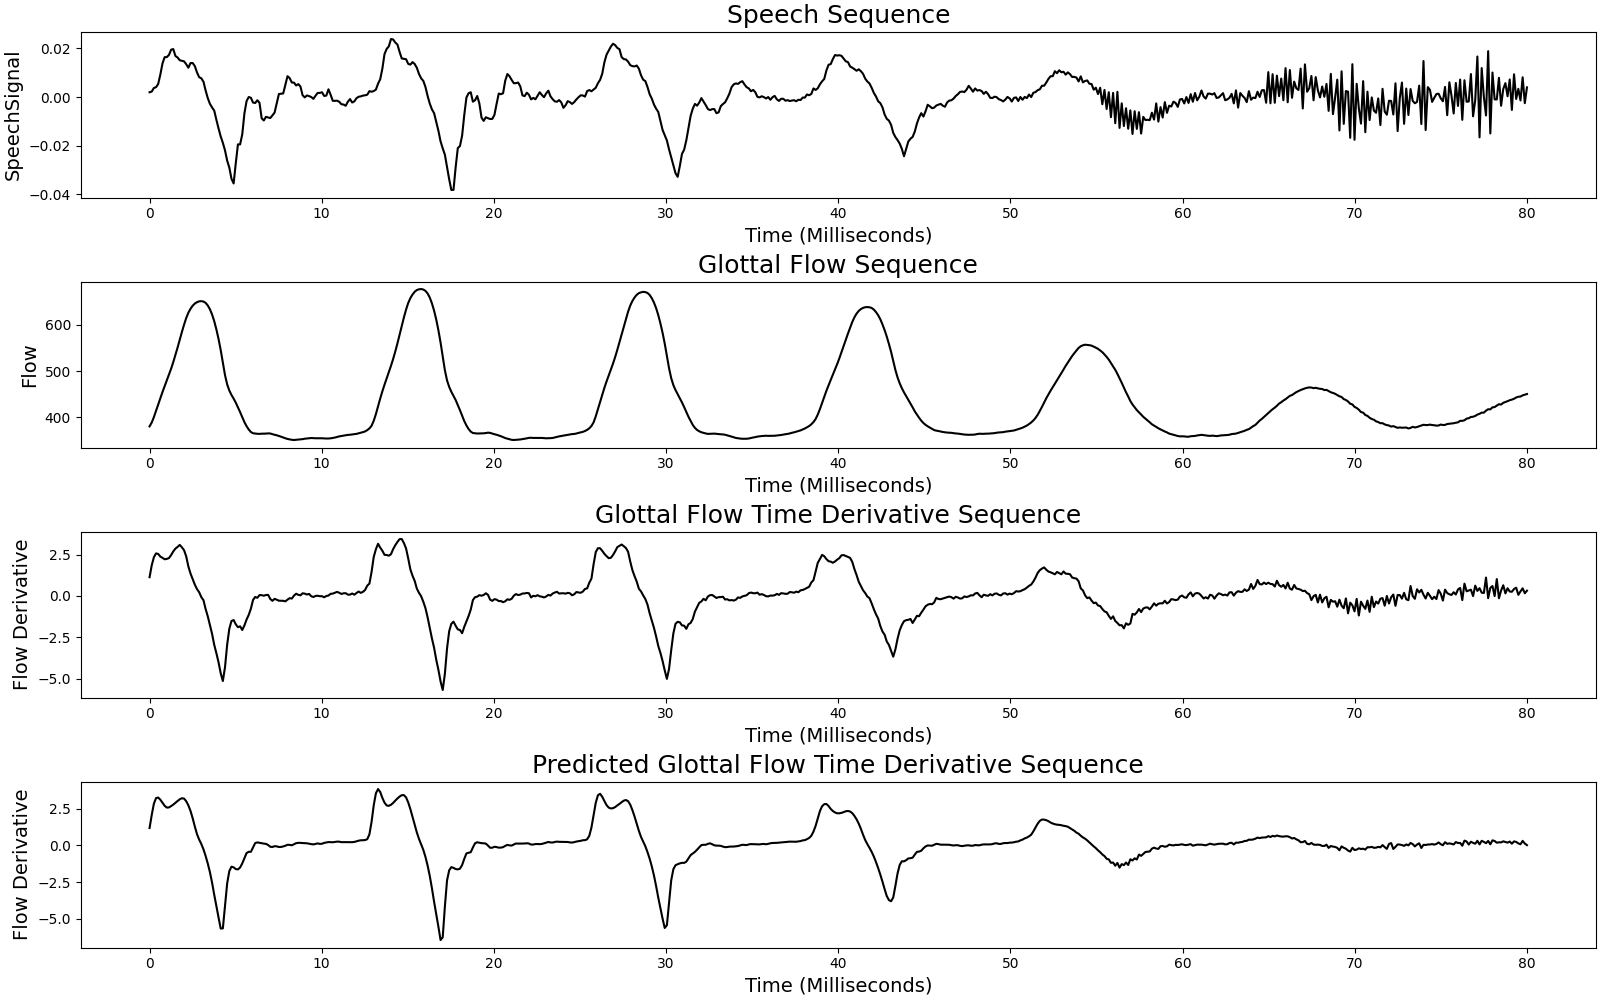 Speech Sequence
SpeechSignal
0.02
0.00
−0.02
−0.04
0 10 20 30 40 50 60 70 80
Time (Milliseconds)
Glottal Flow Sequence
Flow
600
500
400
0 10 20 30 40 50 60 70 80
Time (Milliseconds)
Glottal Flow Time Derivative Sequence
Flow Derivative
2.5
0.0
−2.5
−5.0
0 10 20 30 40 50 60 70 80
Time (Milliseconds)
Predicted Glottal Flow Time Derivative Sequence
Flow Derivative
2.5
0.0
−2.5
−5.0
0 10 20 30 40 50 60 70 80
Time (Milliseconds)